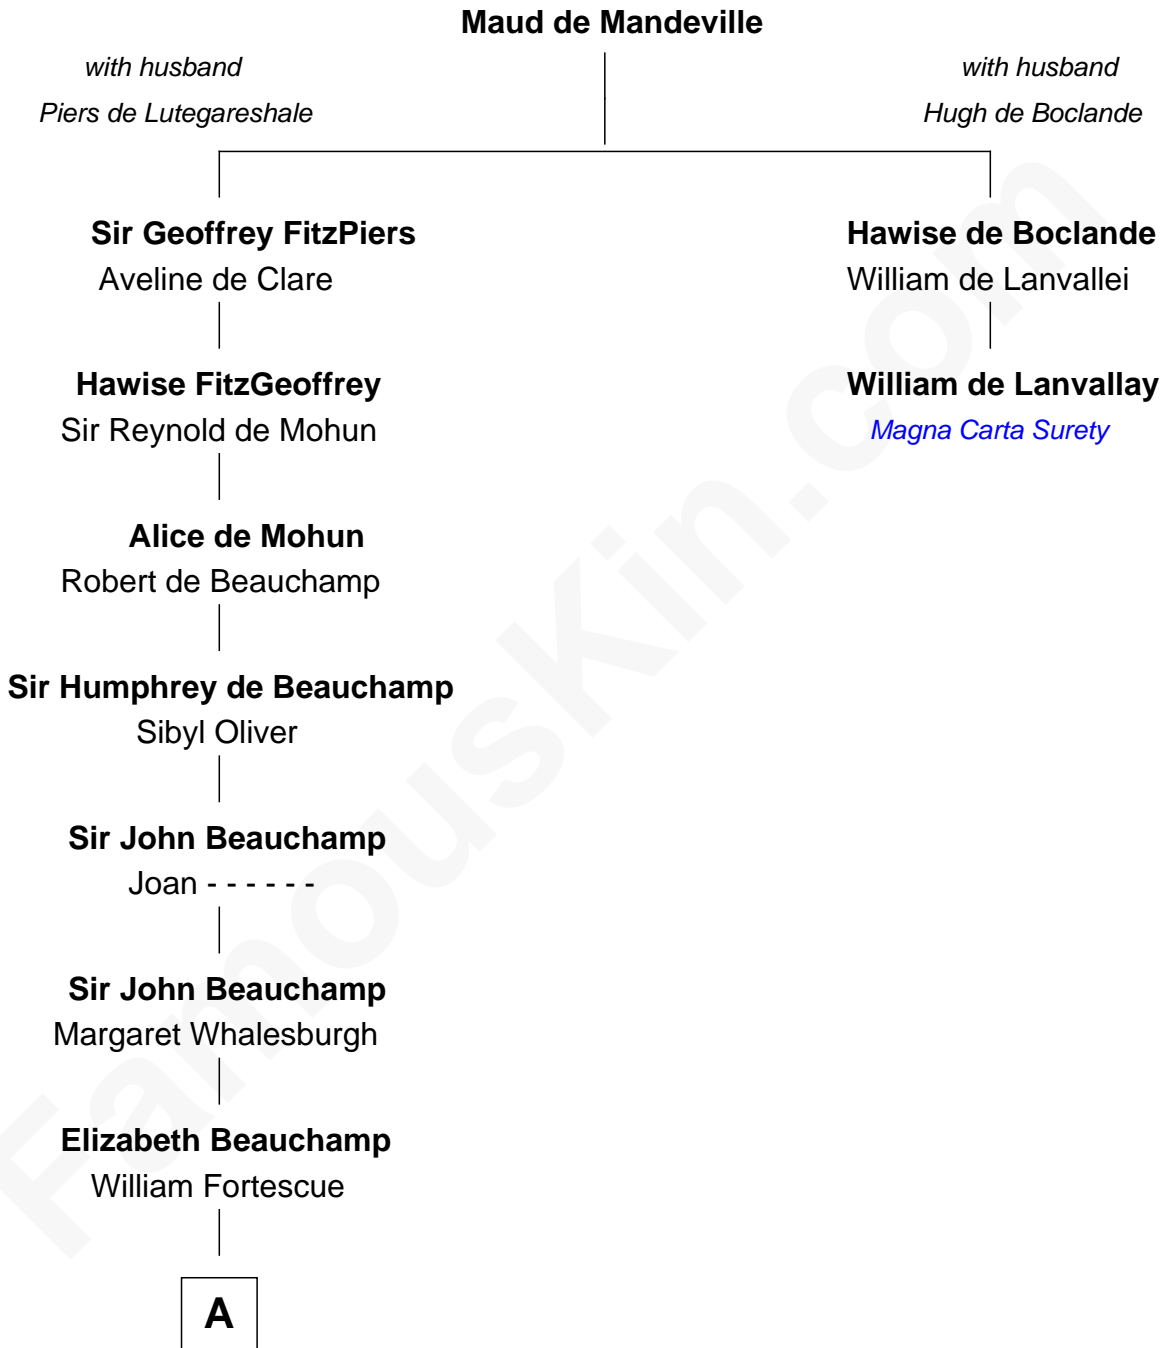 Maud de Mandeville
with husband
Piers de Lutegareshale
with husband
Hugh de Boclande
Sir Geoffrey FitzPiers
Aveline de Clare
Hawise de Boclande
William de Lanvallei
Hawise FitzGeoffrey
Sir Reynold de Mohun
William de Lanvallay
Magna Carta Surety
Alice de Mohun
Robert de Beauchamp
Sir Humphrey de Beauchamp
Sibyl Oliver
Sir John Beauchamp
Joan - - - - - -
Sir John Beauchamp
Margaret Whalesburgh
Elizabeth Beauchamp
William Fortescue
A
FamousKin.com